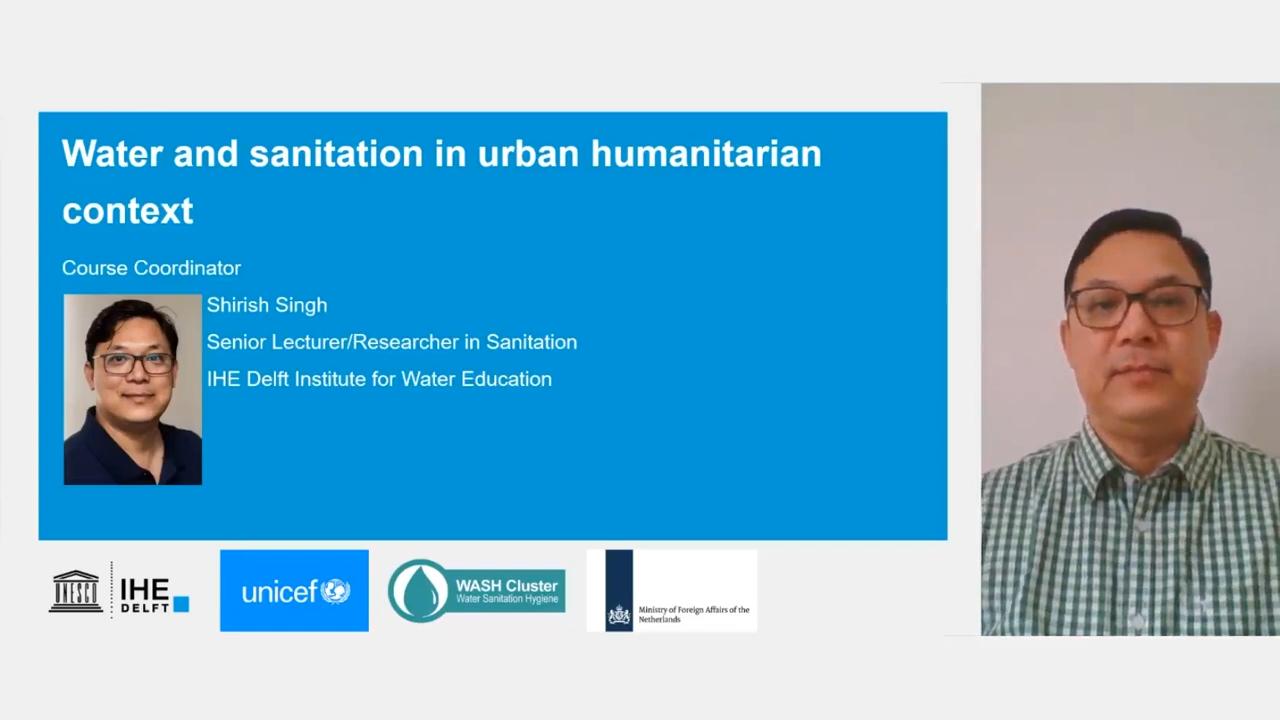 Water and sanitation in urban humanitarian
context
Course Coordinator
Shirish Singh
Senior Lecturer/Researcher in Sanitation
IHE Delft Institute for Water Education
UNESCO
IHE
DELFT
unicef
WASH Cluster
Water Sanitation Hygiene
Ministry of Foreign Affairs of the
Netherlands